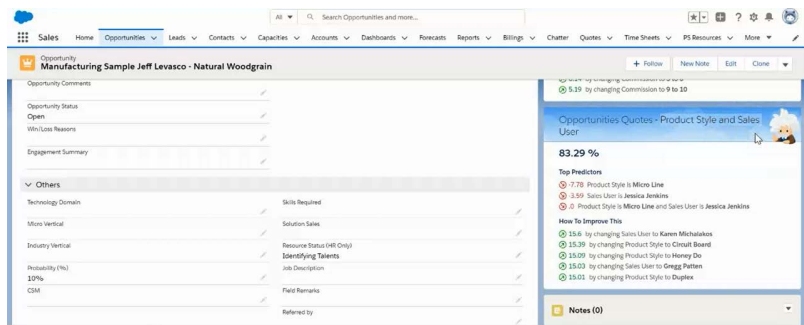 All
Search Opportunities and more...
Sales
Home
Opportunities
Leads
Contacts
Capacities
Accounts
Dashboards
Forecasts
Reports
Billings
Chatter
Quotes
Time Sheets
PS Resources
More
Opportunity
Manufacturing Sample Jeff Levasco - Natural Woodgrain
+ Follow
New Note
Edit
Clone
Opportunity Comments
Opportunity Status
Open
Win/Loss Reasons
Engagement Summary
Others
Technology Domain
Skills Required
Micro Vertical
Solution Sales
Industry Vertical
Resource Status (HR Only)
Identifying Talents
Probability (%)
10%
Job Description
CSM
Field Remarks
Referred by
5.19 by changing Commission to 9 to 10
Opportunities Quotes - Product Style and Sales
User
83.29 %
Top Predictors
-7.78 Product Style is Micro Line
-3.59 Sales User is Jessica Jenkins
.0 Product Style is Micro Line and Sales User is Jessica Jenkins
How To Improve This
15.6 by changing Sales User to Karen Michalakos
15.39 by changing Product Style to Circuit Board
15.09 by changing Product Style to Honey Do
15.03 by changing Sales User to Gregg Patten
15.01 by changing Product Style to Duplex
Notes (0)